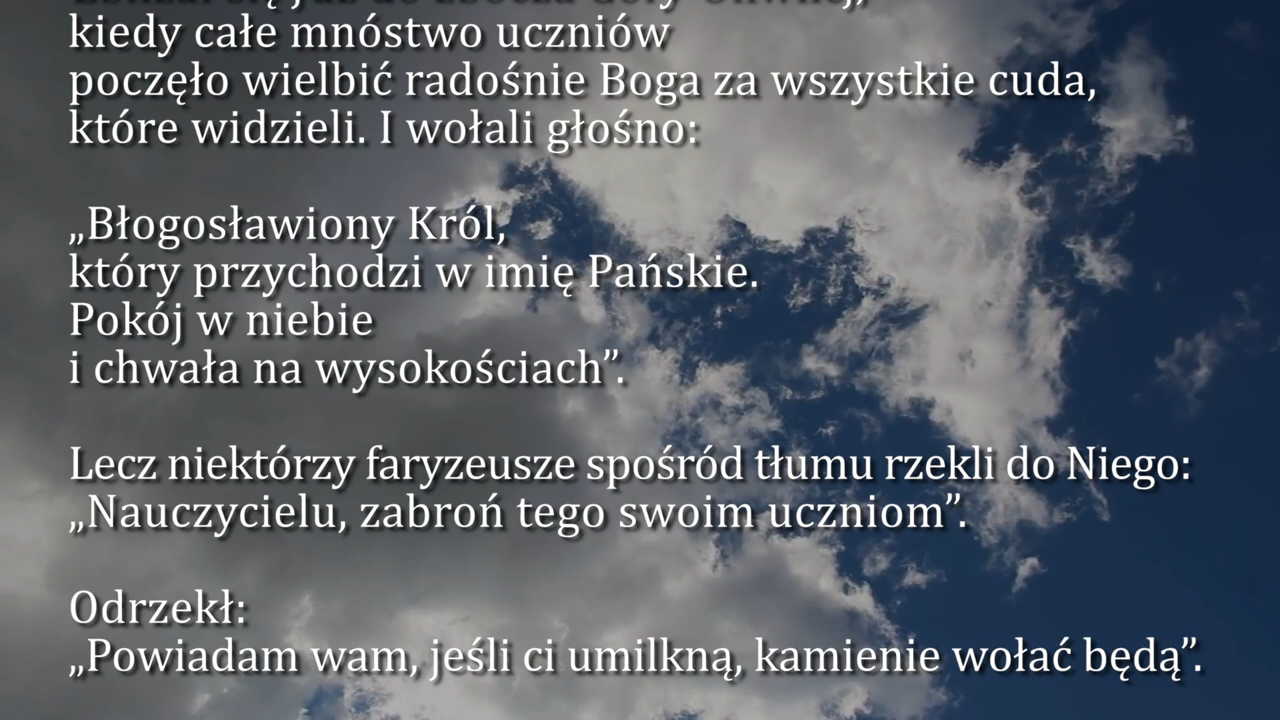 kiedy całe mnóstwo uczniów
poczęło wielbić radośnie Boga za wszystkie cuda,
które widzieli. I wołali głośno:
„Błogosławiony Król,
który przychodzi w imię Pańskie.
Pokój w niebie
i chwała na wysokościach”.
Lecz niektórzy faryzeusze spośród tłumu rzekli do Niego:
„Nauczycielu, zabroń tego swoim uczniom”.
Odrzekł:
„Powiadam wam, jeśli ci umilkną, kamienie wołać będą”.